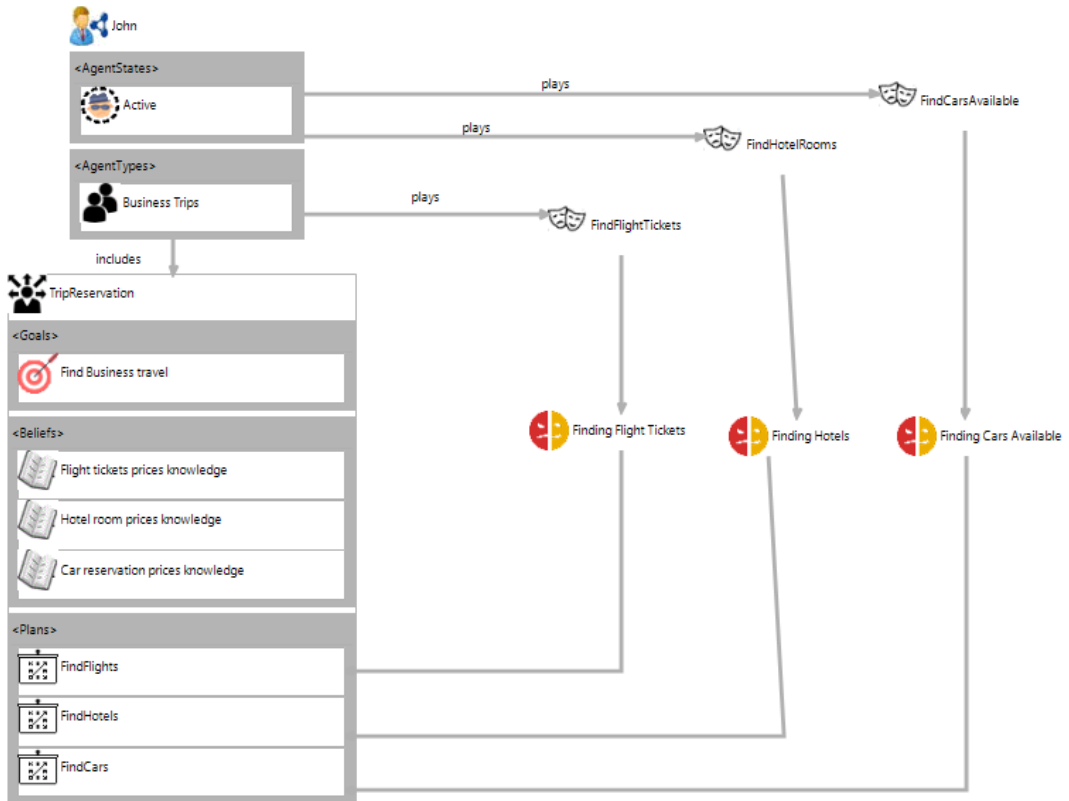 John
<AgentStates>
Active
plays
FindCarsAvailable
plays
FindHotelRooms
<AgentTypes>
Business Trips
plays
FindFlightTickets
includes
TripReservation
<Goals>
Find Business travel
<Beliefs>
Finding Flight Tickets
Finding Hotels
Finding Cars Available
Flight tickets prices knowledge
Hotel room prices knowledge
Car reservation prices knowledge
<Plans>
FindFlights
FindHotels
FindCars